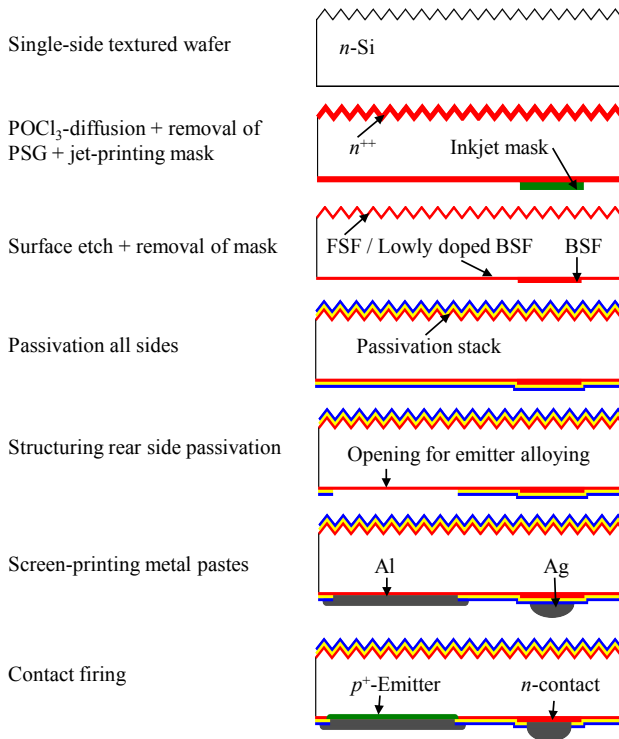 Single-side textured wafer
n-Si
POCl₃-diffusion + removal of
PSG + jet-printing mask
n⁺⁺
Inkjet mask
Surface etch + removal of mask
FSF / Lowly doped BSF
BSF
Passivation all sides
Passivation stack
Structuring rear side passivation
Opening for emitter alloying
Screen-printing metal pastes
Al
Ag
Contact firing
p⁺-Emitter
n-contact